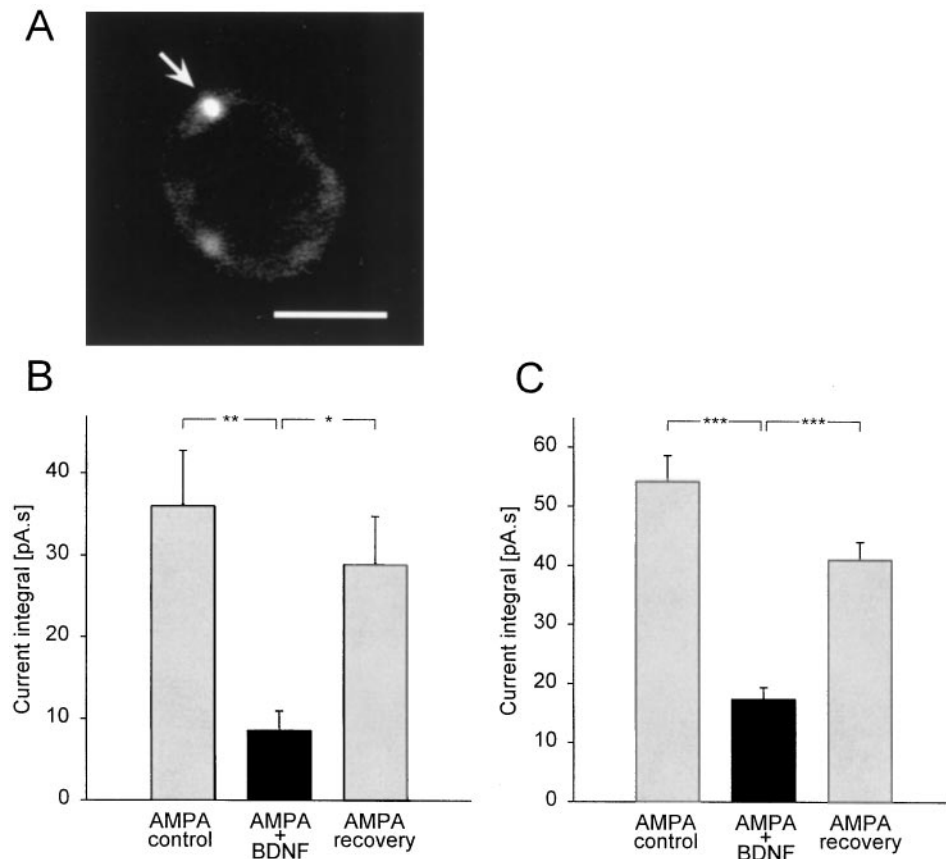 A
B
Current integral [pA.s]
40
30
20
10
0
**
*
AMPA
control
AMPA
+
BDNF
AMPA
recovery
C
Current integral [pA.s]
60
50
40
30
20
10
0
***
***
AMPA
control
AMPA
+
BDNF
AMPA
recovery